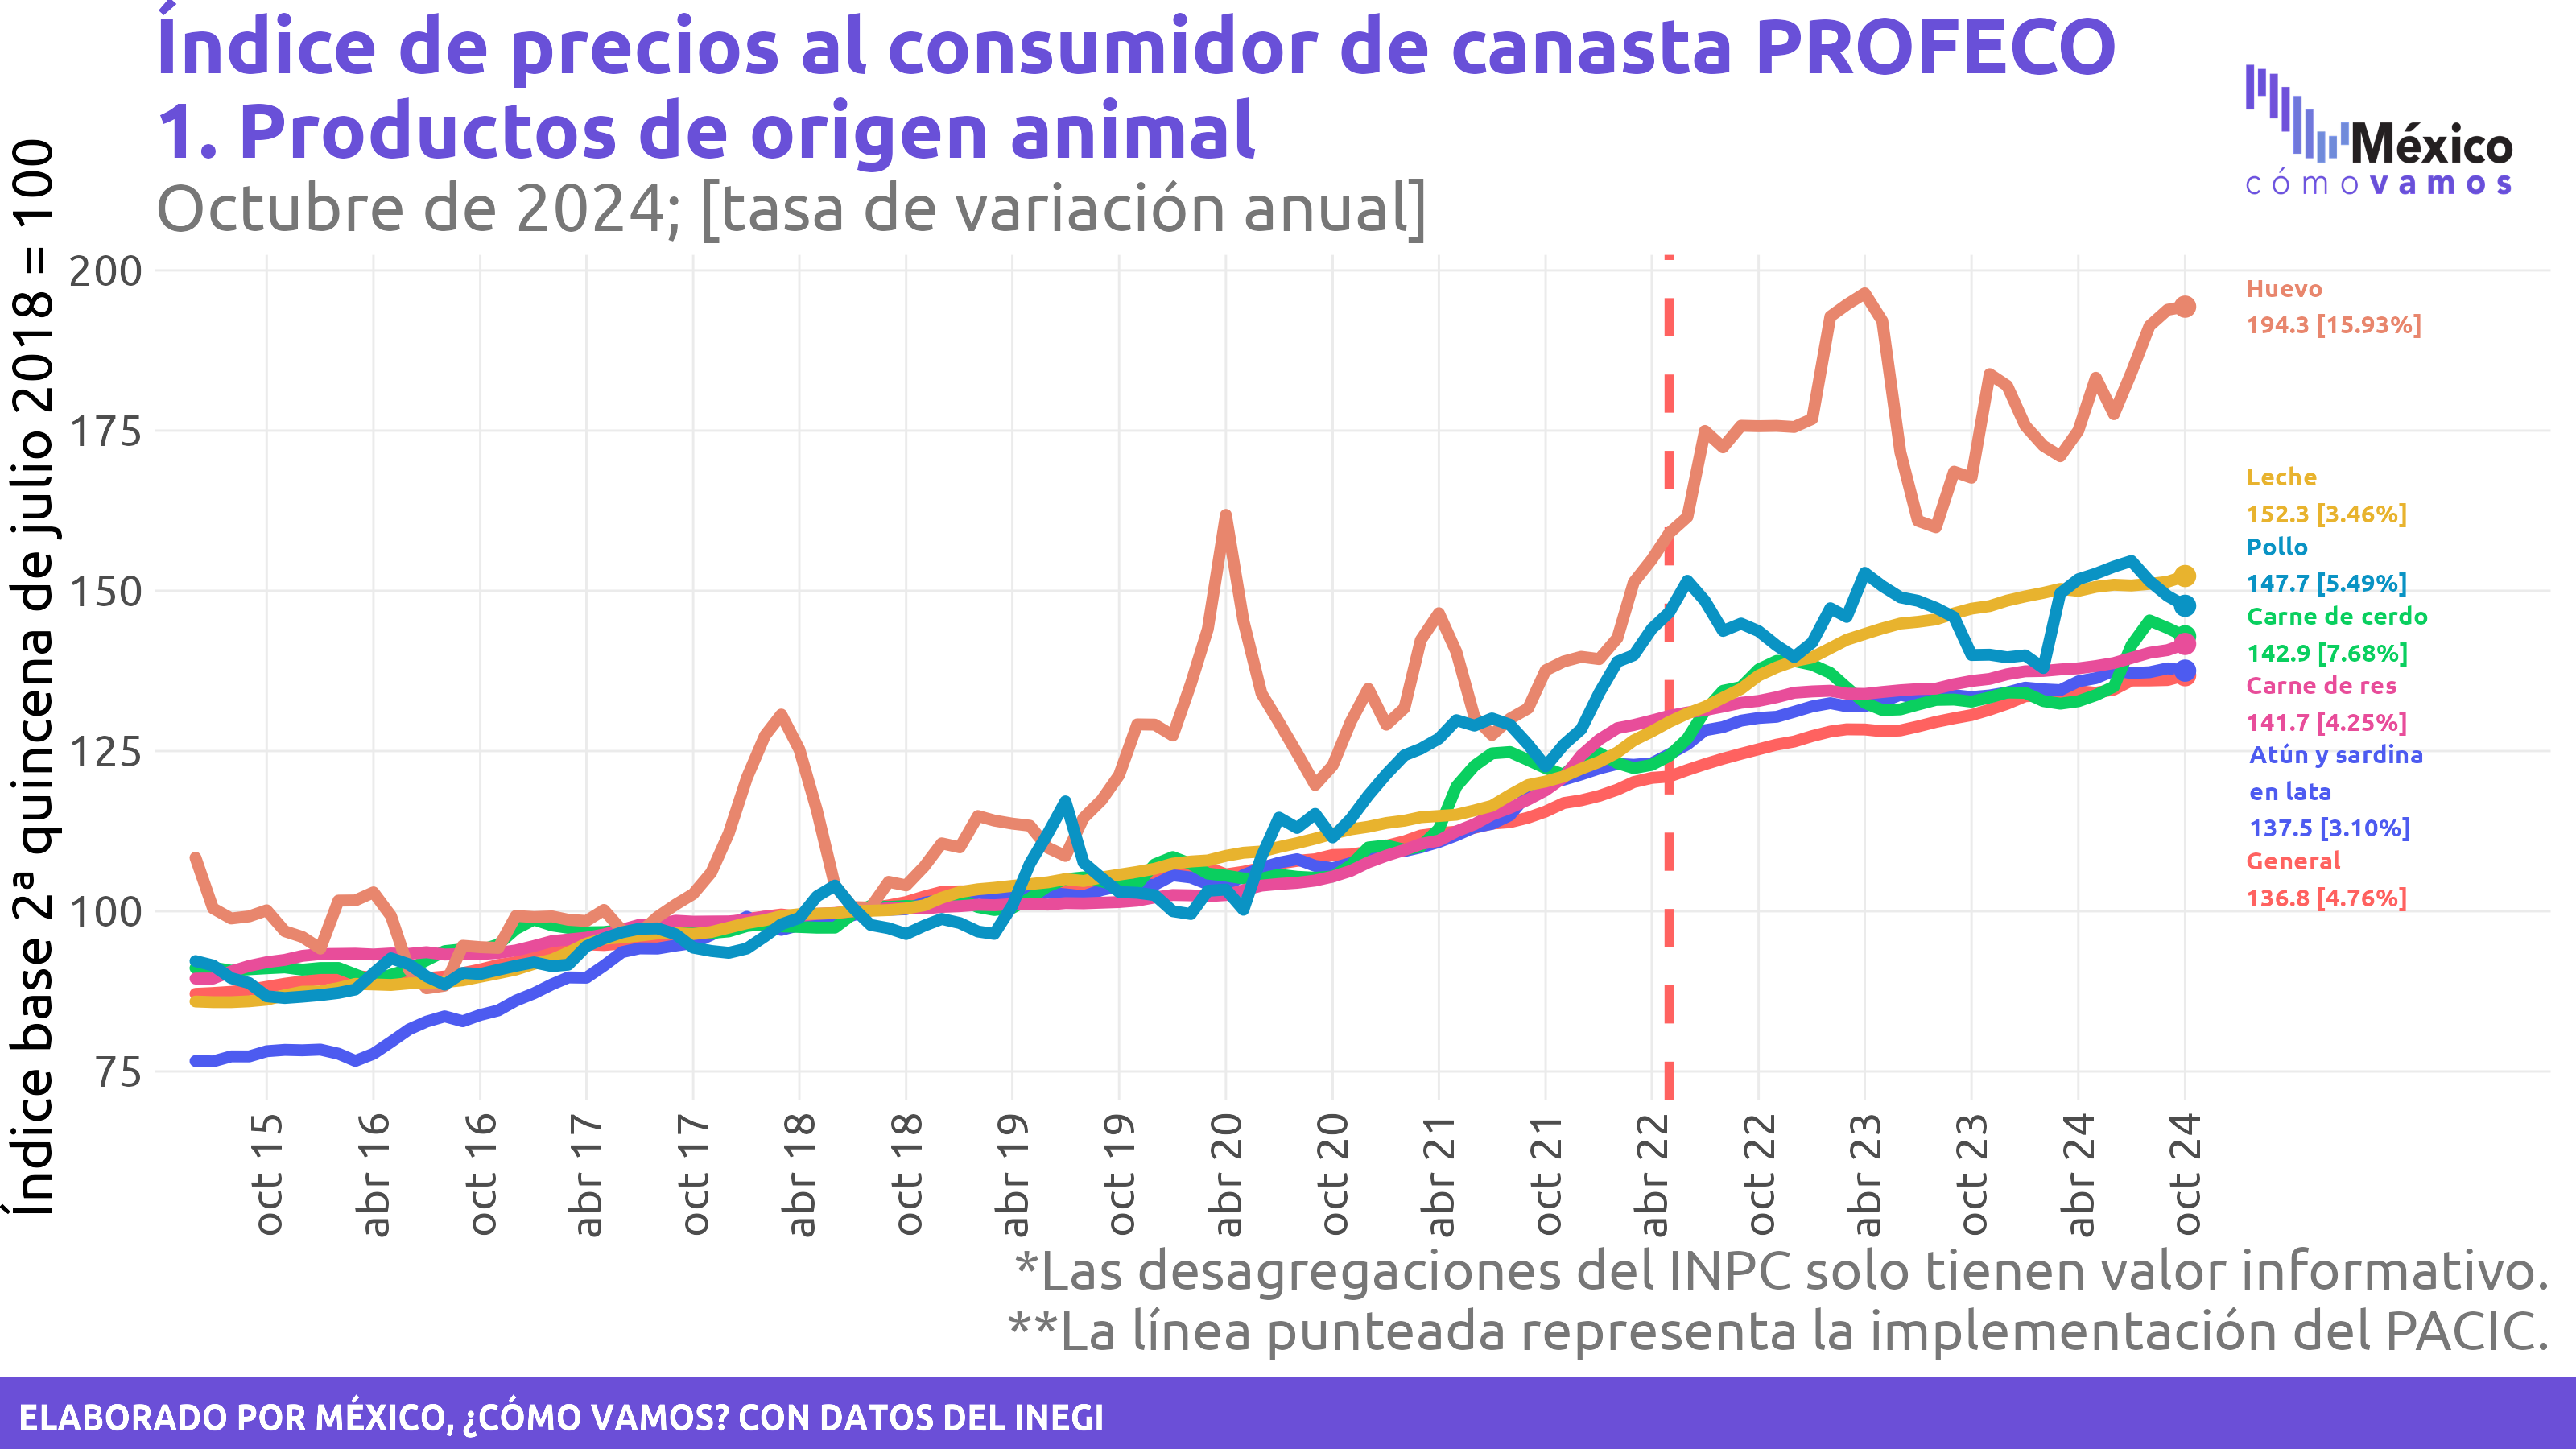 Índice de precios al consumidor de canasta PROFECO
1. Productos de origen animal
Octubre de 2024; [tasa de variación anual]
México
cómo vamos
Índice base 2ª quincena de julio 2018 = 100
200
175
150
125
100
75
Huevo
194.3 [15.93%]
Leche
152.3 [3.46%]
Pollo
147.7 [5.49%]
Carne de cerdo
142.9 [7.68%]
Carne de res
141.7 [4.25%]
Atún y sardina
en lata
137.5 [3.10%]
General
136.8 [4.76%]
oct 15
abr 16
oct 16
abr 17
oct 17
abr 18
oct 18
abr 19
oct 19
abr 20
oct 20
abr 21
oct 21
abr 22
oct 22
abr 23
oct 23
abr 24
oct 24
*Las desagregaciones del INPC solo tienen valor informativo.
**La línea punteada representa la implementación del PACIC.
ELABORADO POR MÉXICO, ¿CÓMO VAMOS? CON DATOS DEL INEGI